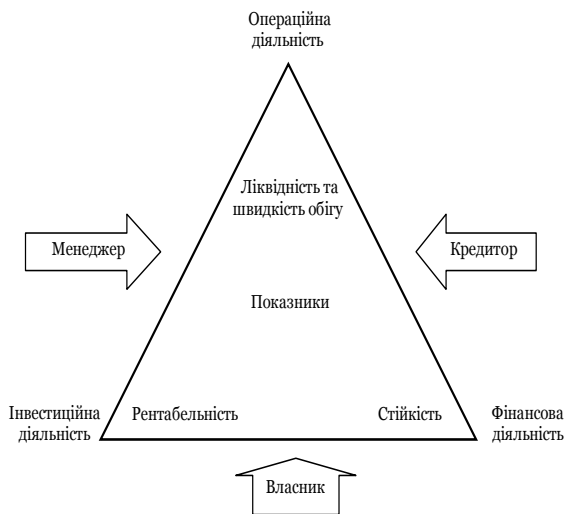 Операційна
діяльність
Ліквідність та
швидкість обігу
Менеджер
Кредитор
Показники
Інвестиційна
діяльність
Рентабельність
Стійкість
Фінансова
діяльність
Власник